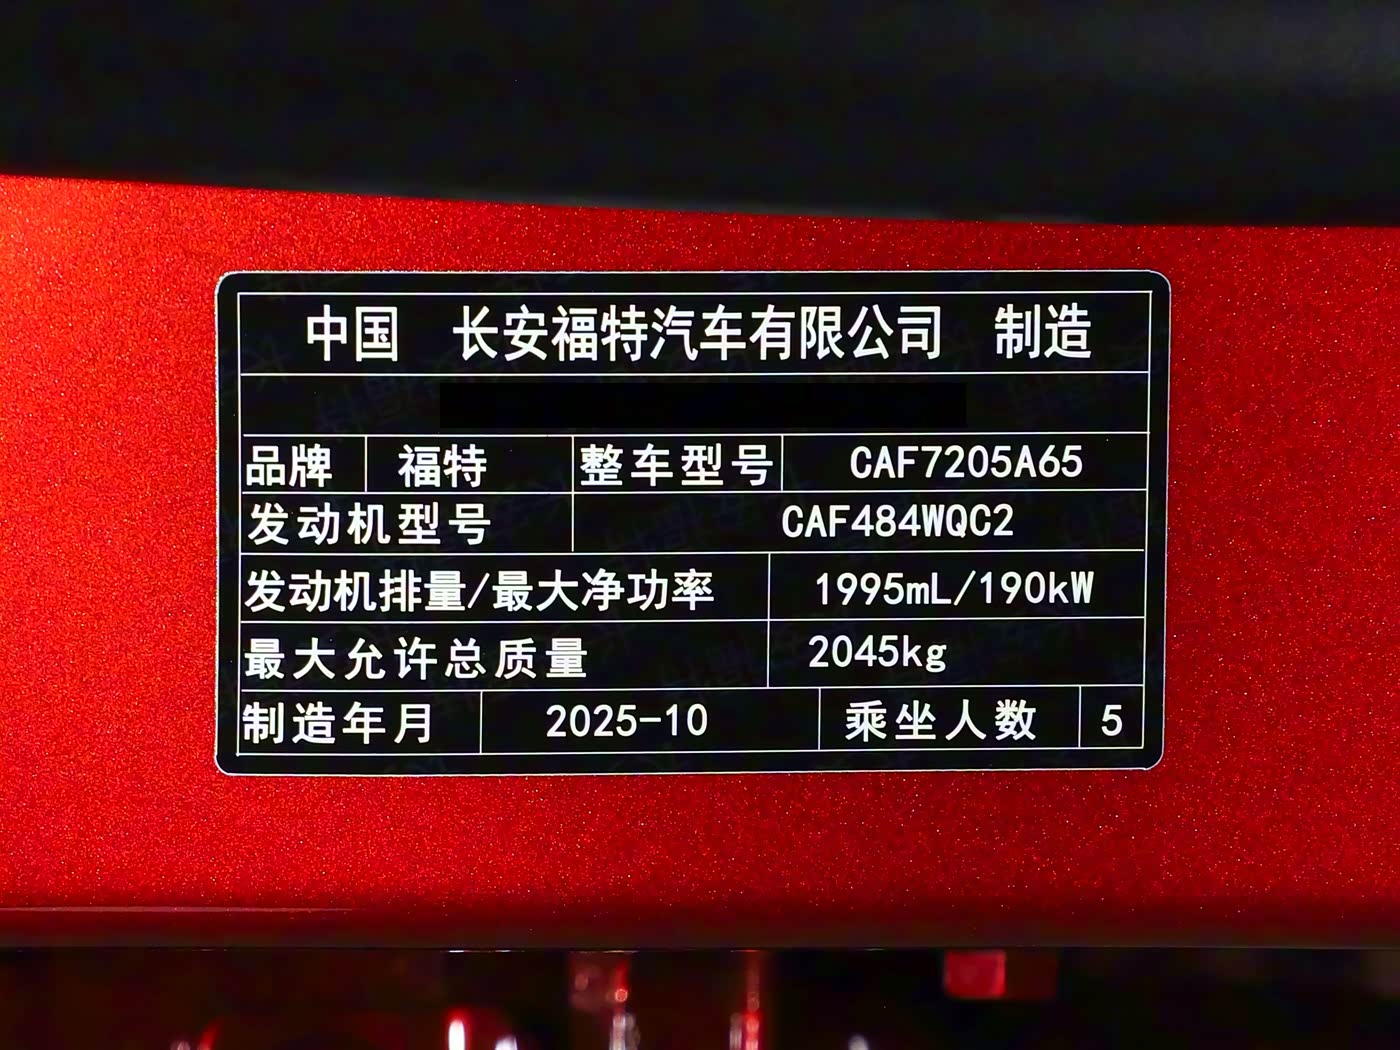 中国 长安福特汽车有限公司 制造
品牌 福特 整车型号 CAF7205A65
发动机型号 CAF484WQC2
发动机排量/最大净功率 1995mL/190kW
最大允许总质量 2045kg
制造年月 2025-10 乘坐人数 5